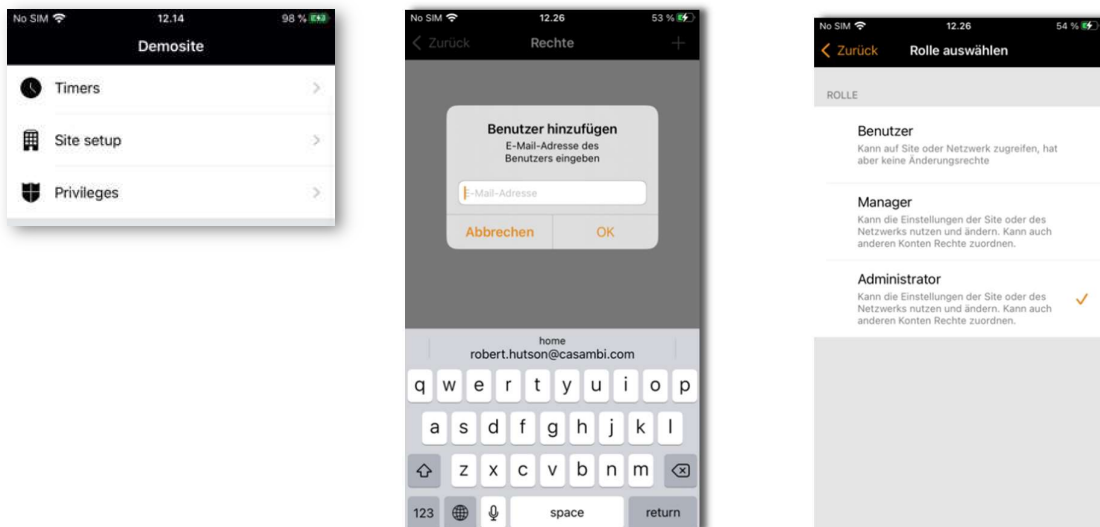 No SIM 12.14 98 %
Demosite
Timers
Site setup
Privileges
No SIM 12.26 53 %
Zurück Rechte
Benutzer hinzufügen
E-Mail-Adresse des
Benutzers eingeben
E-Mail-Adresse
Abbrechen OK
home
robert.hutson@casambi.com
q w e r t y u i o p
a s d f g h j k l
z x c v b n m
123 space return
No SIM 12.26 54 %
Zurück Rolle auswählen
ROLLE
Benutzer
Kann auf Site oder Netzwerk zugreifen, hat
aber keine Änderungsrechte
Manager
Kann die Einstellungen der Site oder des
Netzwerks nutzen und ändern. Kann auch
anderen Konten Rechte zuordnen.
Administrator
Kann die Einstellungen der Site oder des
Netzwerks nutzen und ändern. Kann auch
anderen Konten Rechte zuordnen.